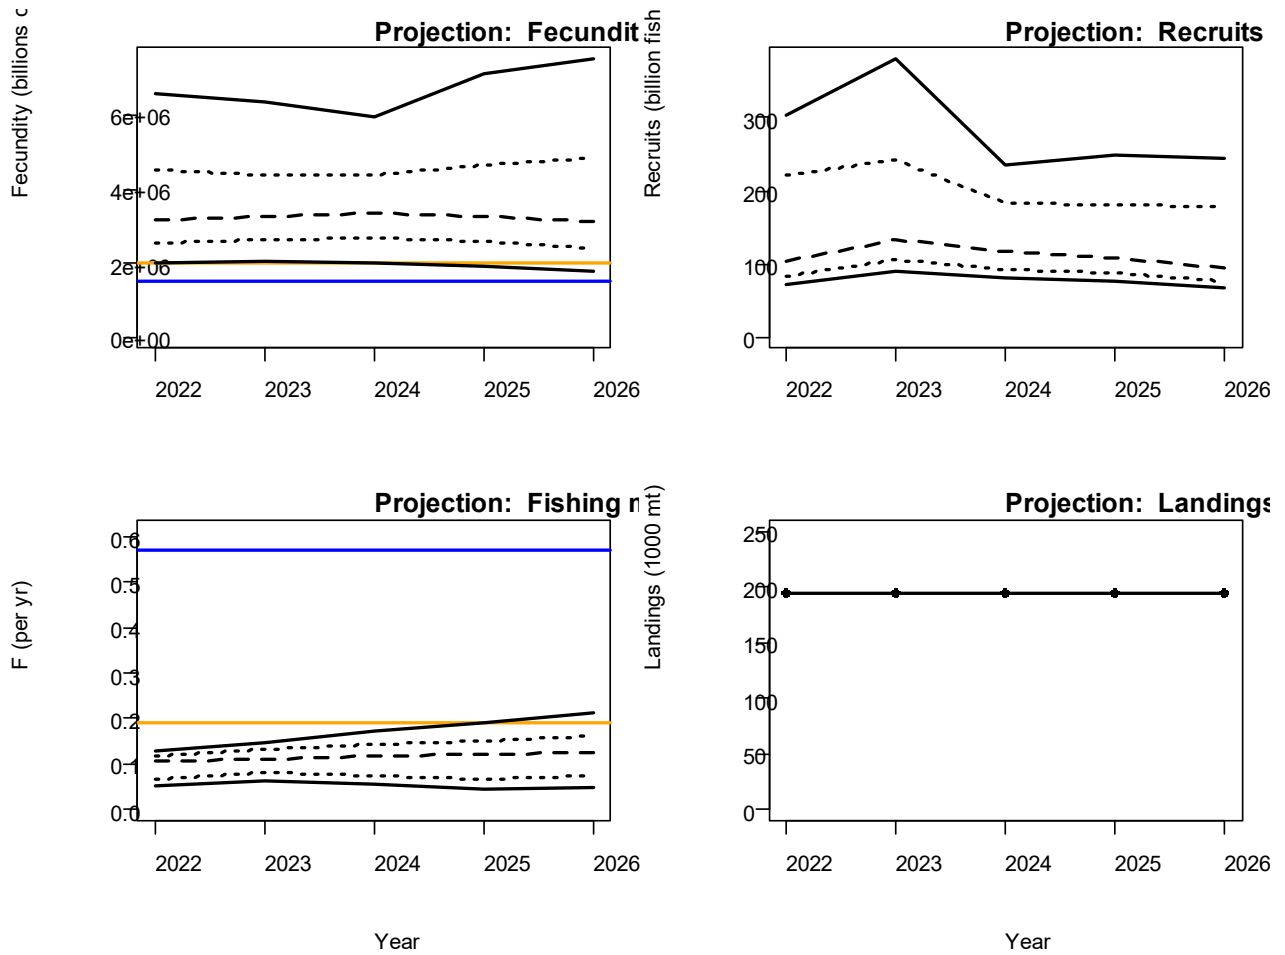 Projection: Fecundit
Fecundity (billions c
6e+06
4e+06
2e+06
0e+00
2022 2023 2024 2025 2026
Projection: Recruits
Recruits (billion fish
300
200
100
0
2022 2023 2024 2025 2026
Projection: Fishing n
F (per yr)
0.6
0.5
0.4
0.3
0.2
0.1
0.0
2022 2023 2024 2025 2026
Year
Projection: Landings
Landings (1000 mt)
250
200
150
100
50
0
2022 2023 2024 2025 2026
Year